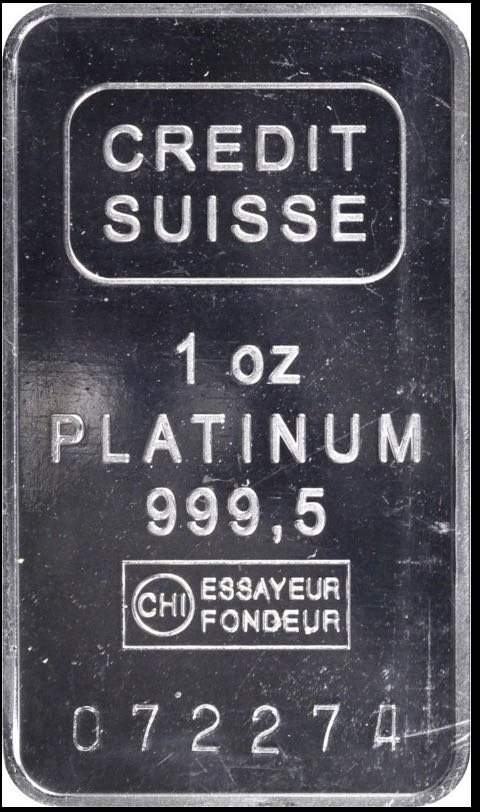 CREDIT
SUISSE
1 oz
PLATINUM
999,5
CHI ESSAYEUR
FONDEUR
072274